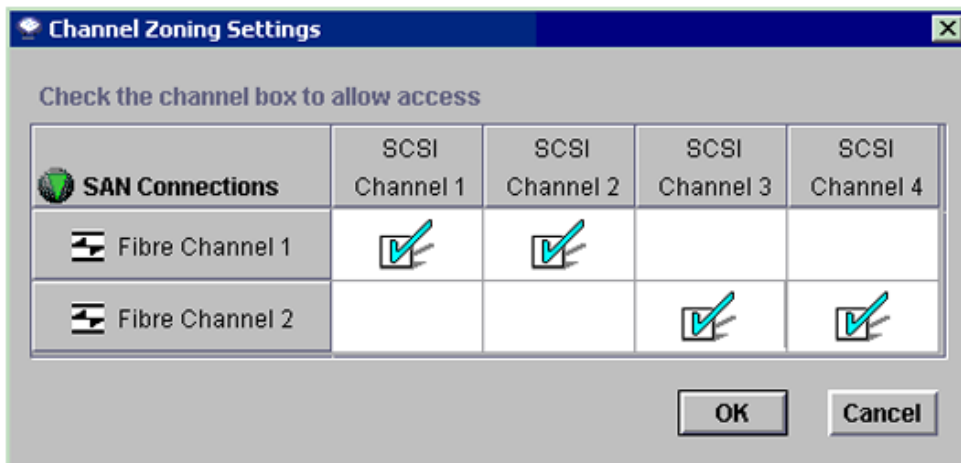 Channel Zoning Settings
Check the channel box to allow access
SAN Connections
SCSI Channel 1
SCSI Channel 2
SCSI Channel 3
SCSI Channel 4
Fibre Channel 1
Fibre Channel 2
OK
Cancel